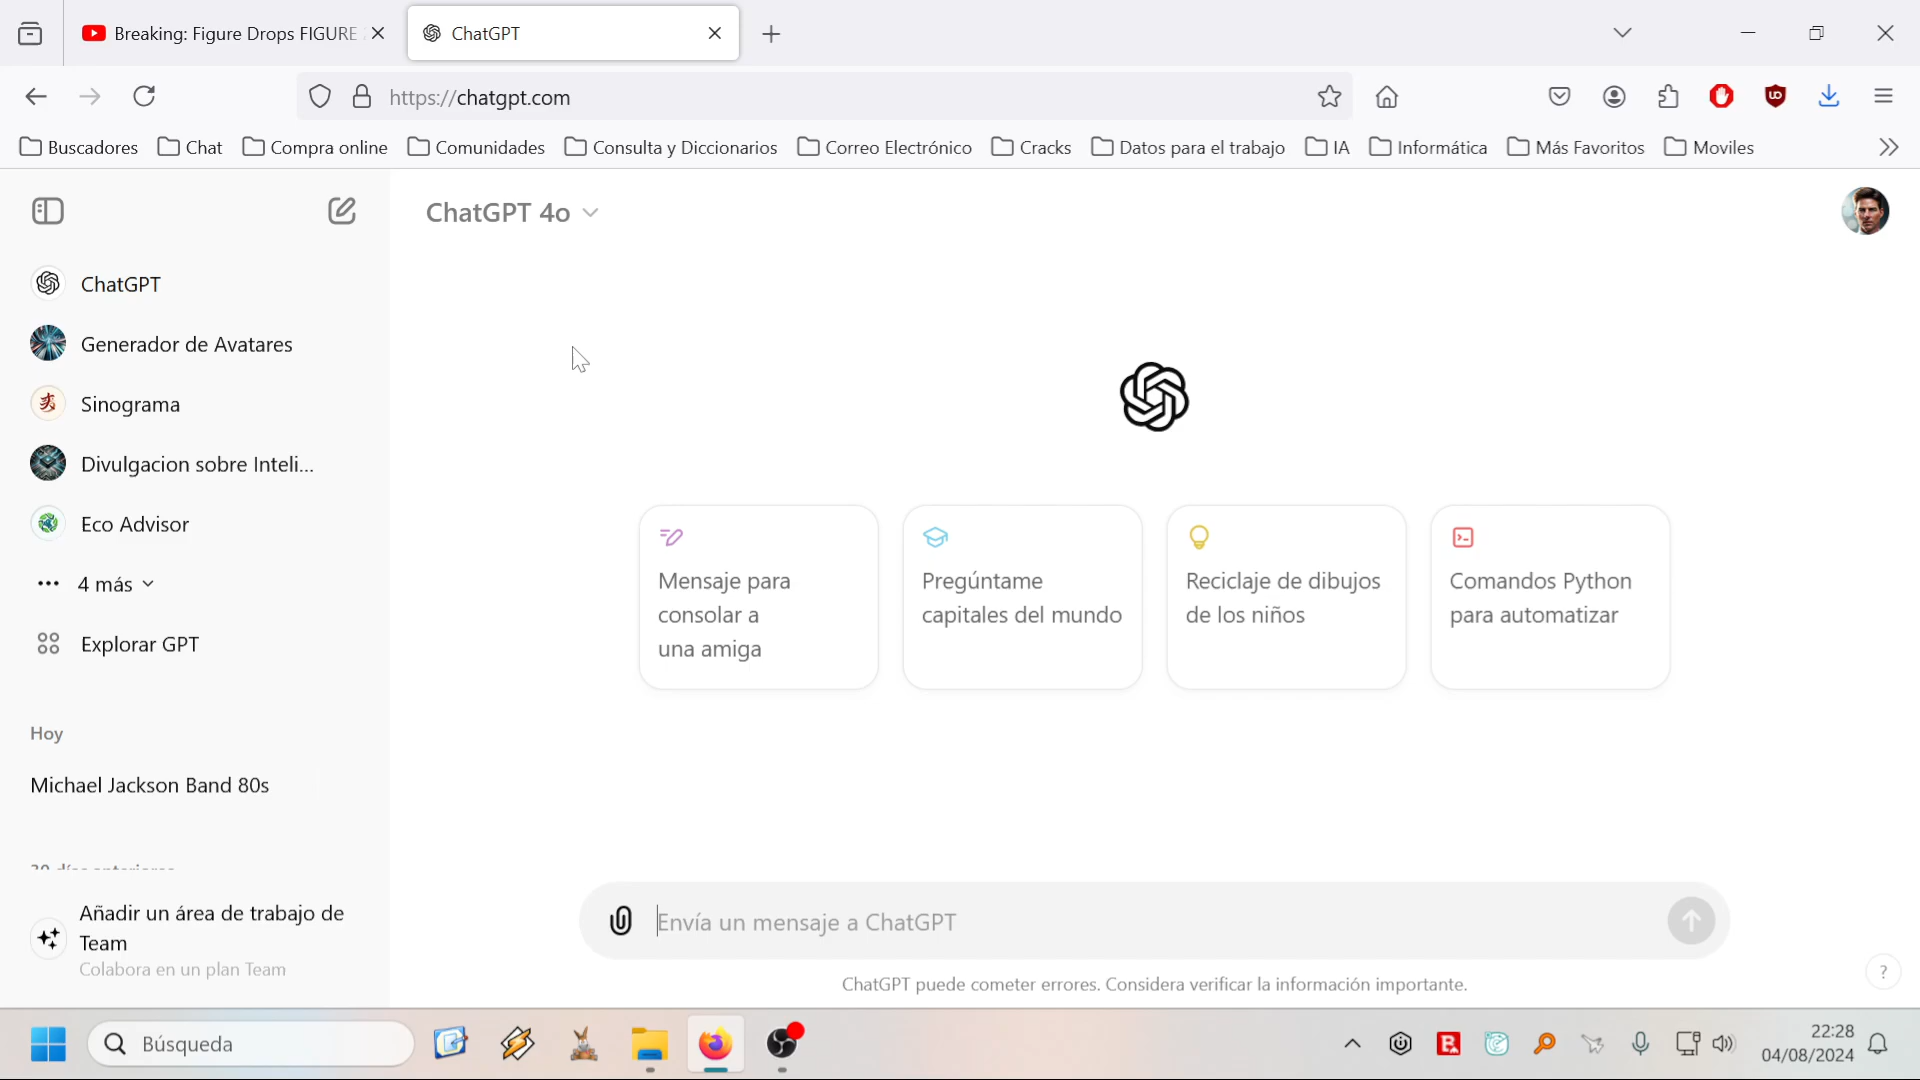 Breaking: Figure Drops FIGURE
ChatGPT
https://chatgpt.com
Buscadores
Chat
Compra online
Comunidades
Consulta y Diccionarios
Correo Electrónico
Cracks
Datos para el trabajo
IA
Informática
Más Favoritos
Moviles
ChatGPT 4o
ChatGPT
Generador de Avatares
Sinograma
Divulgacion sobre Inteli...
Eco Advisor
4 más
Explorar GPT
Hoy
Michael Jackson Band 80s
Añadir un área de trabajo de
Team
Colabora en un plan Team
Mensaje para
consolar a
una amiga
Pregúntame
capitales del mundo
Reciclaje de dibujos
de los niños
Comandos Python
para automatizar
Envía un mensaje a ChatGPT
ChatGPT puede cometer errores. Considera verificar la información importante.
?
Búsqueda
22:28
04/08/2024